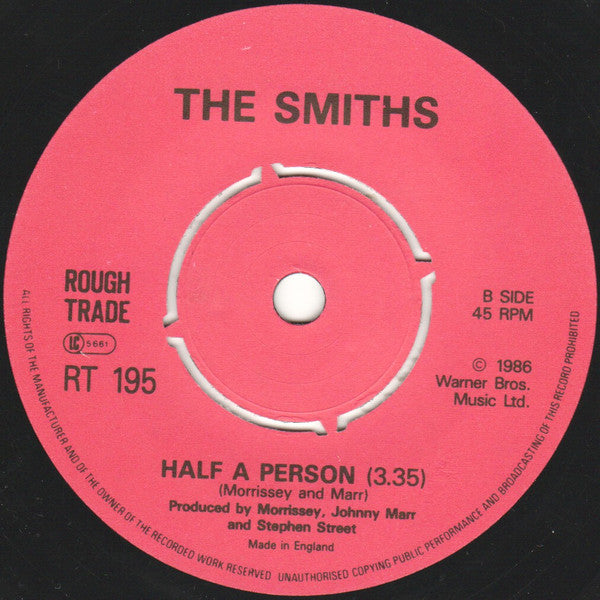 THE SMITHS
ROUGH
TRADE
LC 5661
RT 195
B SIDE
45 RPM
© 1986
Warner Bros.
Music Ltd.
HALF A PERSON (3.35)
(Morrissey and Marr)
Produced by Morrissey, Johnny Marr
and Stephen Street
Made in England
ALL RIGHTS OF THE MANUFACTURER AND OF THE OWNER OF THE RECORDED WORK RESERVED UNAUTHORISED COPYING PUBLIC PERFORMANCE AND BROADCASTING OF THIS RECORD PROHIBITED